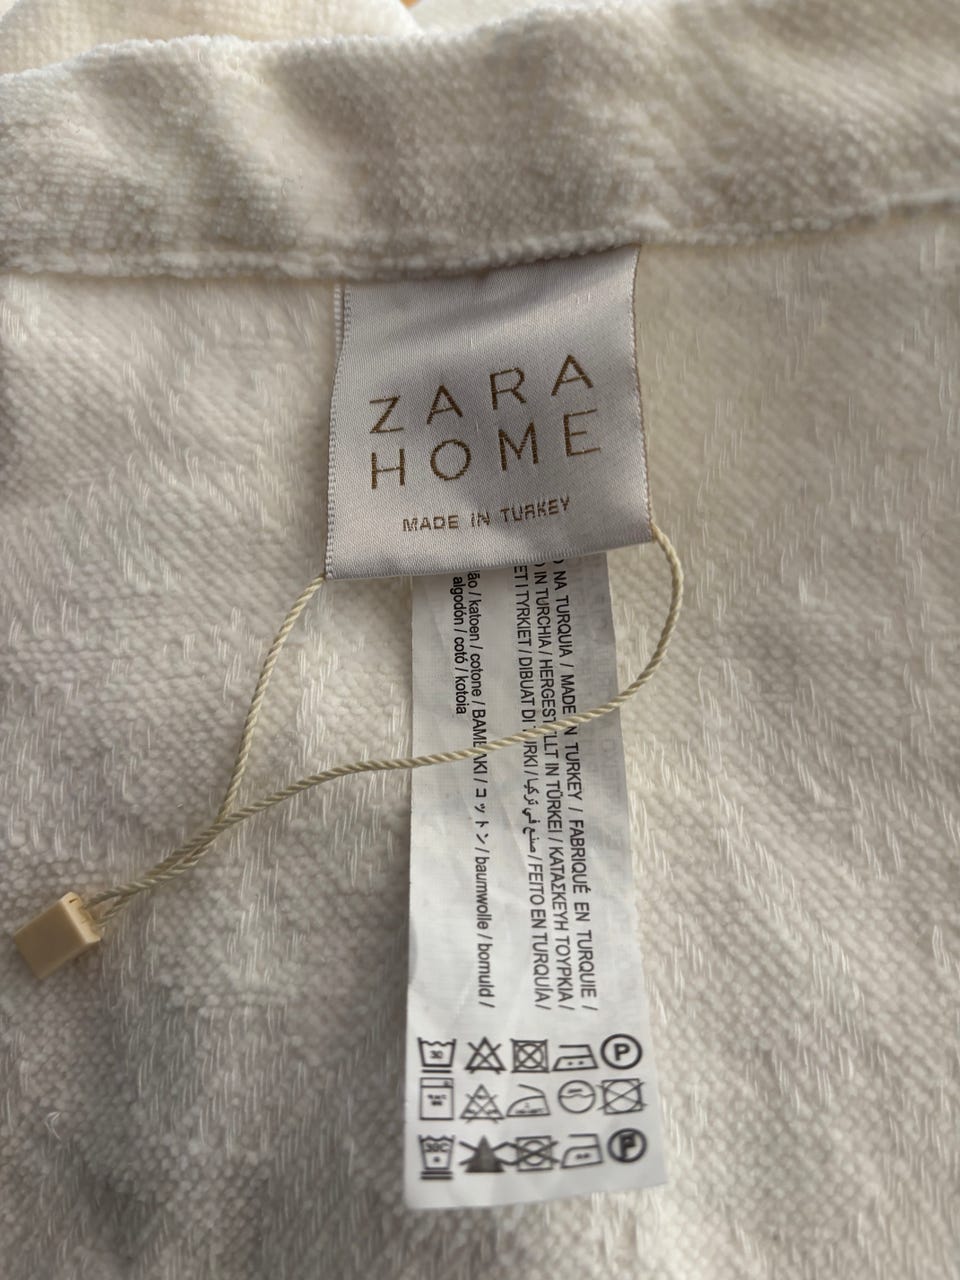 ZARA
HOME
MADE IN TURKEY
NA TURQUIA / MADE IN TURKEY / FABRIQUÉ EN TURQUIE /
IN TURCHIA / HERGESTELLT IN TÜRKEI / ΚΑΤΑΣΚΕΥΗ ΤΟΥΡΚΙΑ /
ET I TYRKIET / DIBUAT DI TURKI / صنع في تركيا / FEITO EN TURQUÍA /
katoen / cotone / ΒΑΜΒΑΚΙ / コットン / baumwolle / bomuld /
algodón / cotó / kotoia
P